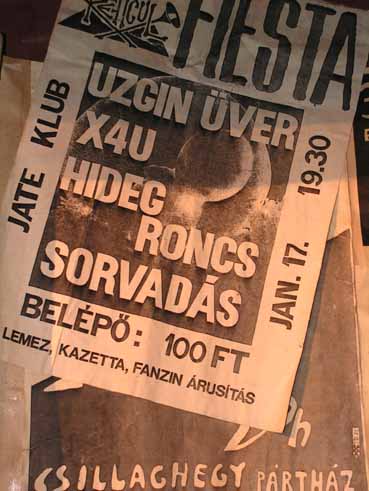 FIESTA
JATE KLUB
UZGIN ÜVER
X4U
HIDEG
RONCS
SORVADÁS
JAN. 17. 19.30
BELÉPŐ: 100 FT
LEMEZ, KAZETTA, FANZIN ÁRUSÍTÁS
CSILLAGHEGY PÁRTHÁZ